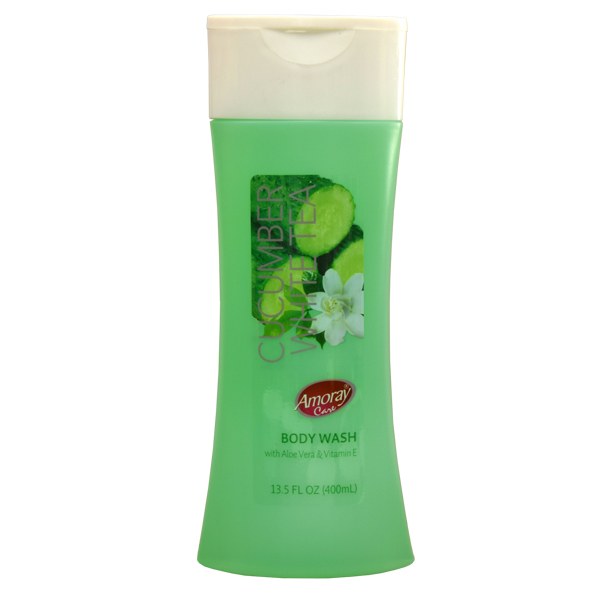 CUCUMBER
WHITE TEA
Amoray®
Care
BODY WASH
with Aloe Vera & Vitamin E
13.5 FL OZ (400mL)